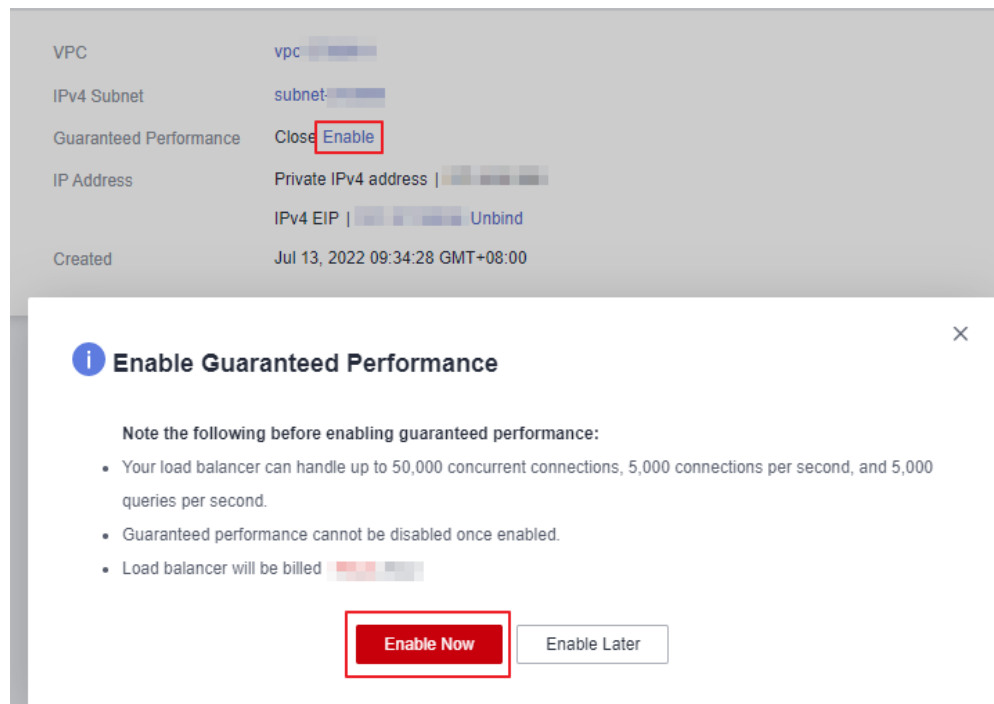 VPC vpc
IPv4 Subnet subnet-
Guaranteed Performance Close Enable
IP Address Private IPv4 address |
IPv4 EIP | Unbind
Created Jul 13, 2022 09:34:28 GMT+08:00
Enable Guaranteed Performance
Note the following before enabling guaranteed performance:
• Your load balancer can handle up to 50,000 concurrent connections, 5,000 connections per second, and 5,000
queries per second.
• Guaranteed performance cannot be disabled once enabled.
• Load balancer will be billed
Enable Now Enable Later